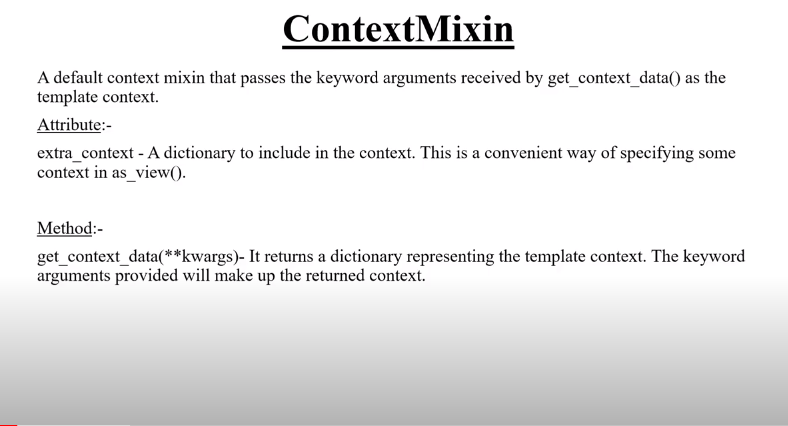 ContextMixin
A default context mixin that passes the keyword arguments received by get_context_data() as the
template context.
Attribute:-
extra_context - A dictionary to include in the context. This is a convenient way of specifying some
context in as_view().
Method:-
get_context_data(**kwargs)- It returns a dictionary representing the template context. The keyword
arguments provided will make up the returned context.